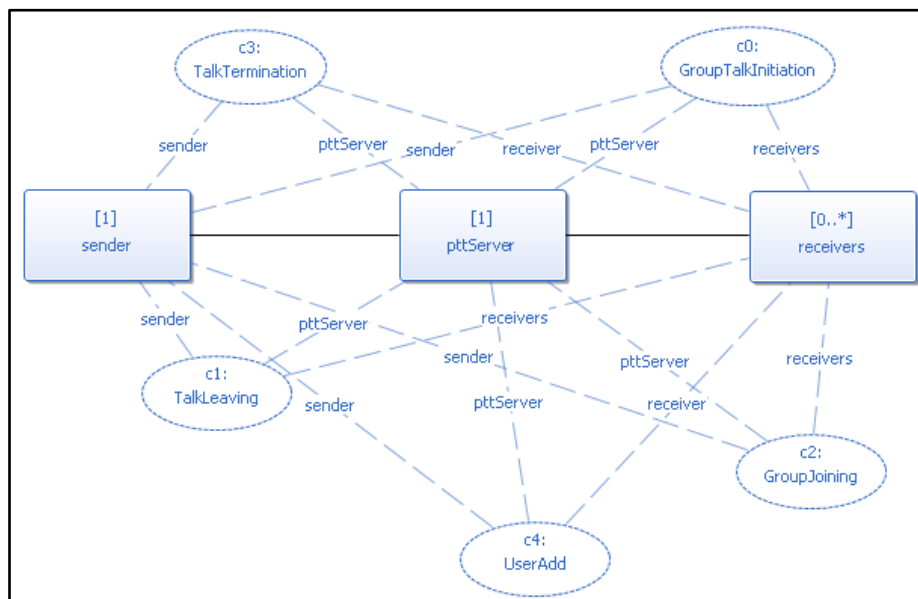 c3:
TalkTermination
c0:
GroupTalkInitiation
sender
pttServer
sender
receiver
pttServer
receivers
[1]
sender
[1]
pttServer
[0..*]
receivers
sender
pttServer
receivers
sender
pttServer
receivers
c1:
TalkLeaving
sender
pttServer
receiver
c2:
GroupJoining
c4:
UserAdd